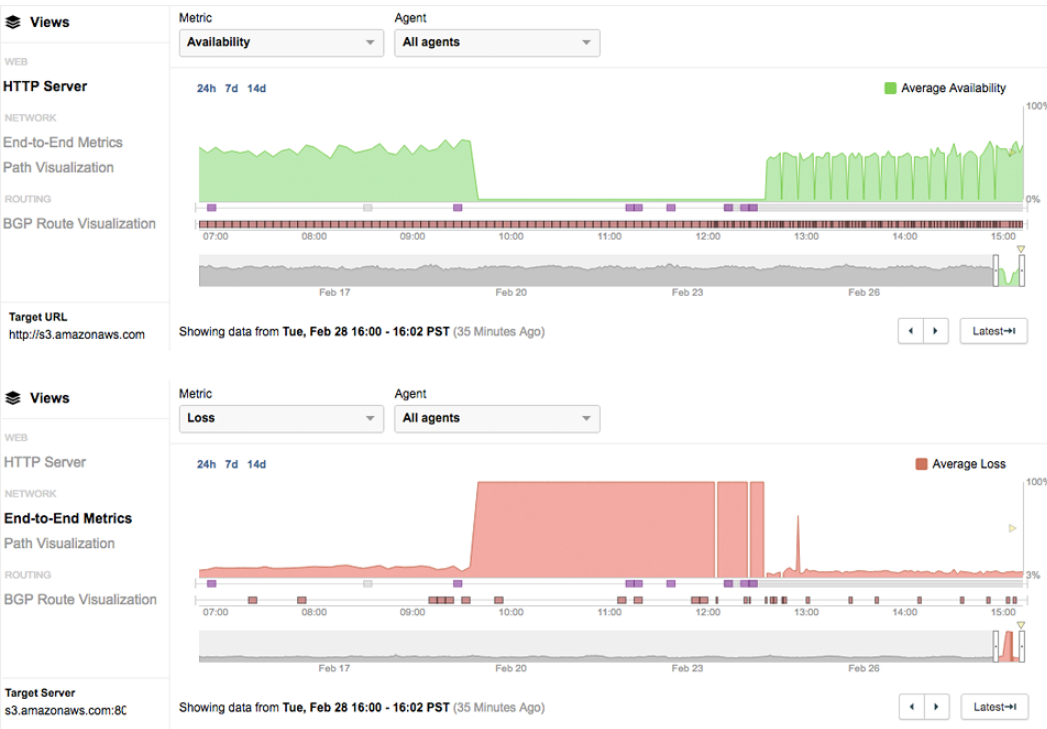 Views
Metric
Agent
Availability
All agents
WEB
HTTP Server
24h 7d 14d
Average Availability
100%
NETWORK
End-to-End Metrics
Path Visualization
ROUTING
0%
BGP Route Visualization
07:00 08:00 09:00 10:00 11:00 12:00 13:00 14:00 15:00
Feb 17 Feb 20 Feb 23 Feb 26
Target URL
http://s3.amazonaws.com
Showing data from Tue, Feb 28 16:00 - 16:02 PST (35 Minutes Ago)
Latest
Views
Metric
Agent
Loss
All agents
WEB
HTTP Server
24h 7d 14d
Average Loss
100%
NETWORK
End-to-End Metrics
Path Visualization
ROUTING
3%
BGP Route Visualization
07:00 08:00 09:00 10:00 11:00 12:00 13:00 14:00 15:00
Feb 17 Feb 20 Feb 23 Feb 26
Target Server
s3.amazonaws.com:80
Showing data from Tue, Feb 28 16:00 - 16:02 PST (35 Minutes Ago)
Latest